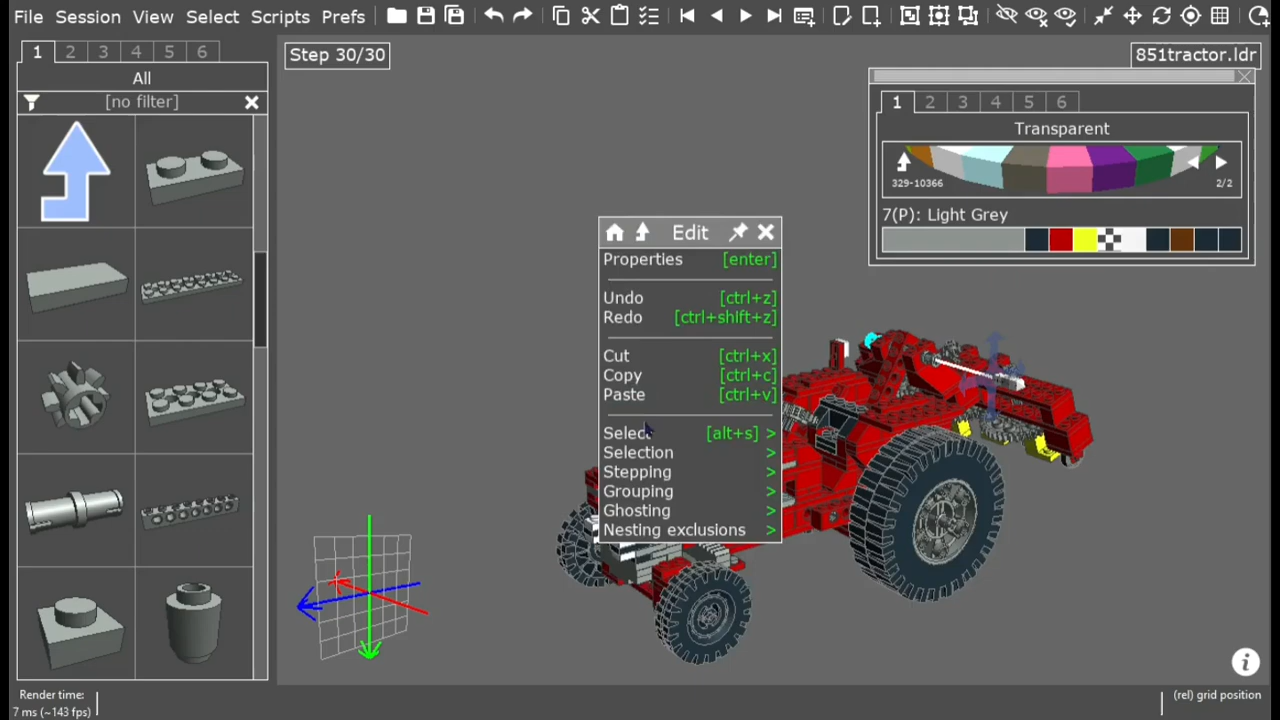 File Session View Select Scripts Prefs
1 2 3 4 5 6
All
[no filter]
Step 30/30
851tractor.ldr
1 2 3 4 5 6
Transparent
329-10366
2/2
7(P): Light Grey
Edit
Properties [enter]
Undo [ctrl+z]
Redo [ctrl+shift+z]
Cut [ctrl+x]
Copy [ctrl+c]
Paste [ctrl+v]
Select [alt+s] >
Selection >
Stepping >
Grouping >
Ghosting >
Nesting exclusions >
Render time:
7 ms (~143 fps)
(rel) grid position